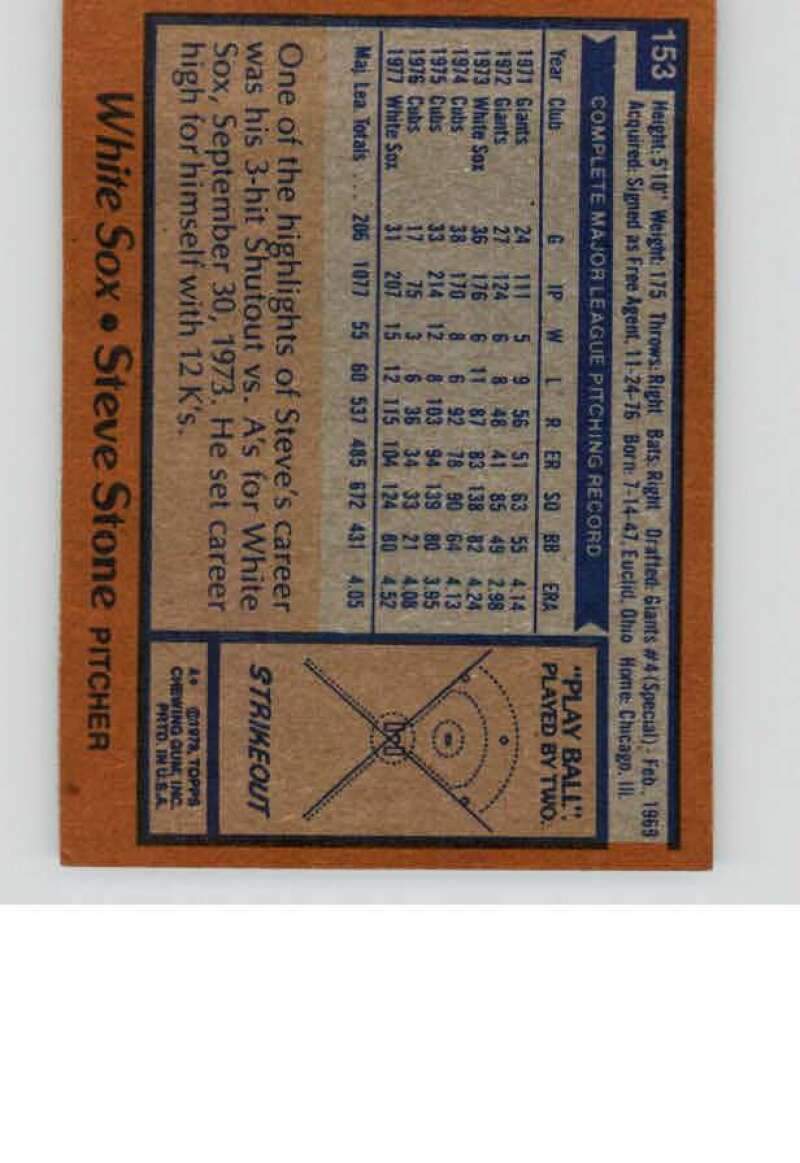 153
Height: 5'10" Weight: 175 Throws: Right Bats: Right Drafted: Giants #4 (Special) - Feb., 1969
Acquired: Signed as Free Agent, 11-24-76 Born: 7-14-47, Euclid, Ohio Home: Chicago, Ill.
COMPLETE MAJOR LEAGUE PITCHING RECORD
Year Club G IP W L R ER SO BB ERA
1971 Giants 24 111 5 9 56 51 63 55 4.14
1972 Giants 27 124 6 8 48 41 85 49 2.98
1973 White Sox 36 176 6 11 87 83 138 82 4.24
1974 Cubs 38 170 8 6 92 78 90 64 4.13
1975 Cubs 33 214 12 8 103 94 139 80 3.95
1976 Cubs 17 75 3 6 36 34 33 21 4.08
1977 White Sox 31 207 15 12 115 104 124 80 4.52
Maj. Lea. Totals ... 206 1077 55 60 537 485 672 431 4.05
One of the highlights of Steve's career
was his 3-hit Shutout vs. A's for White
Sox, September 30, 1973. He set career
high for himself with 12 K's.
"PLAY BALL"
PLAYED BY TWO.
STRIKEOUT
©1978, TOPPS
CHEWING GUM, INC.
PRTD. IN U.S.A.
White Sox • Steve Stone PITCHER